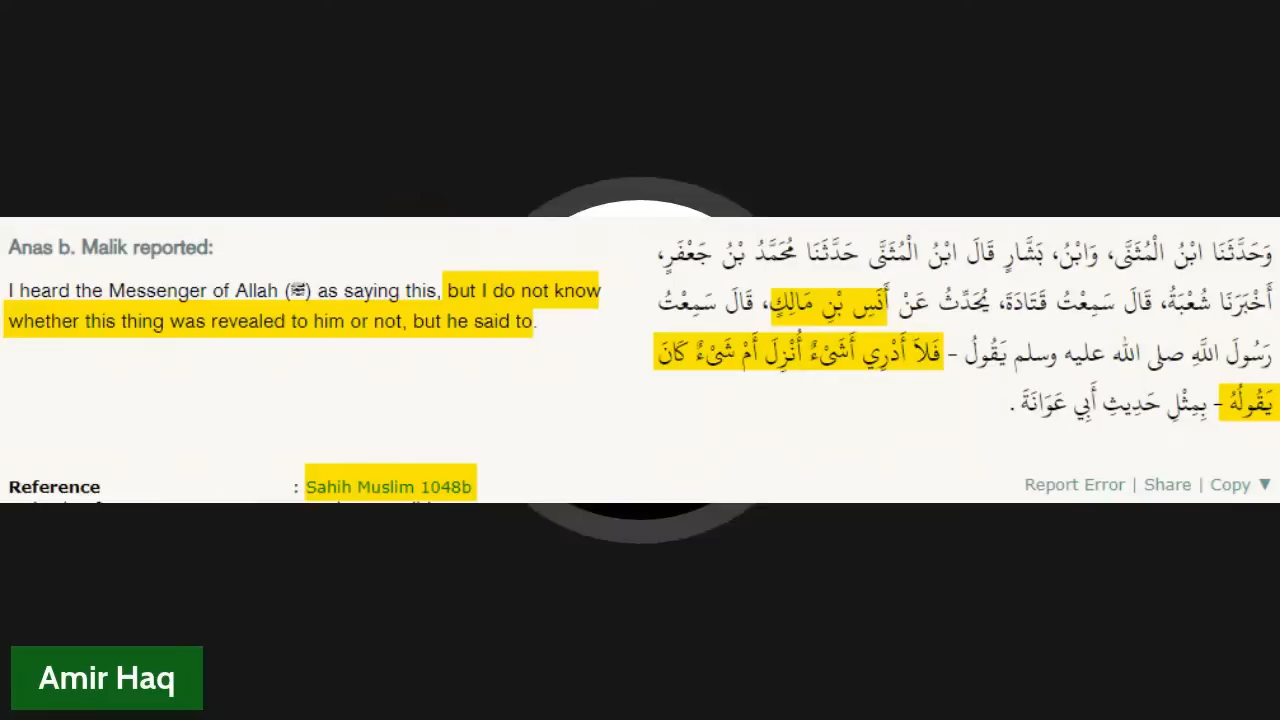 Anas b. Malik reported:
I heard the Messenger of Allah (ﷺ) as saying this, but I do not know
whether this thing was revealed to him or not, but he said to.
وَحَدَّثَنَا ابْنُ الْمُثَنَّى، وَابْنُ، بَشَّارٍ قَالَ ابْنُ الْمُثَنَّى حَدَّثَنَا مُحَمَّدُ بْنُ جَعْفَرٍ،
أَخْبَرَنَا شُعْبَةُ، قَالَ سَمِعْتُ قَتَادَةَ، يُحَدِّثُ عَنْ أَنَسِ بْنِ مَالِكٍ، قَالَ سَمِعْتُ
رَسُولَ اللَّهِ صلى الله عليه وسلم يَقُولُ - فَلاَ أَدْرِي أَشَىْءٌ أُنْزِلَ أَمْ شَىْءٌ كَانَ
يَقُولُهُ - بِمِثْلِ حَدِيثِ أَبِي عَوَانَةَ .
Reference : Sahih Muslim 1048b
Report Error | Share | Copy ▼
Amir Haq